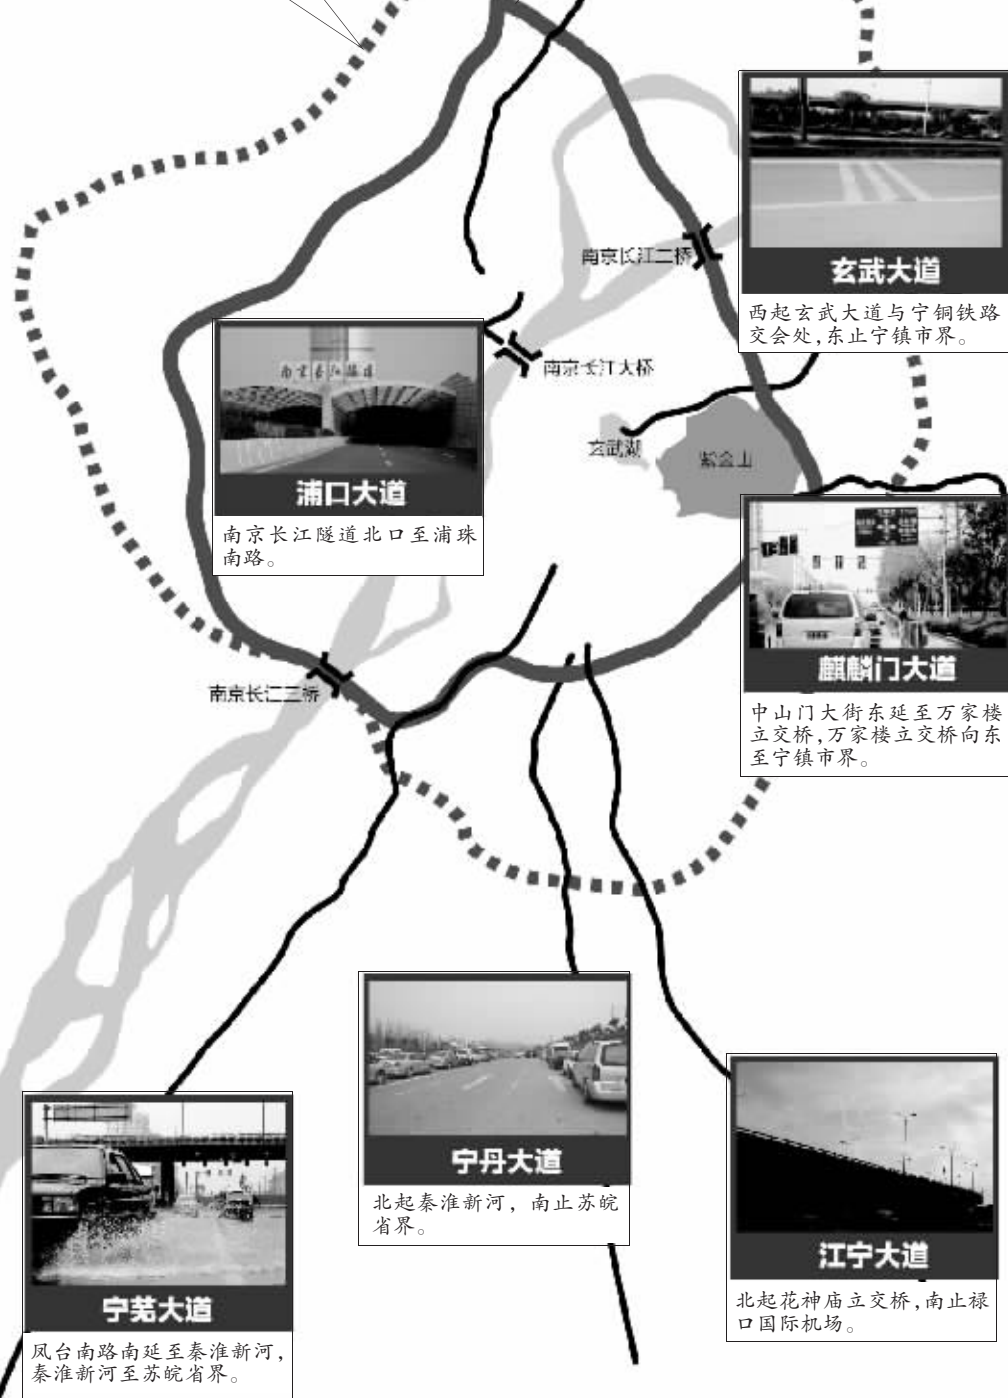 玄武大道
西起玄武大道与宁铜铁路
交会处,东止宁镇市界。
南京长江二桥
南京长江隧道
浦口大道
南京长江隧道北口至浦珠
南路。
南京长江大桥
玄武湖
紫金山
麒麟门大道
中山门大街东延至万家楼
立交桥,万家楼立交桥向东
至宁镇市界。
南京长江三桥
宁丹大道
北起秦淮新河,南止苏皖
省界。
江宁大道
北起花神庙立交桥,南止禄
口国际机场。
宁芜大道
凤台南路南延至秦淮新河,
秦淮新河至苏皖省界。